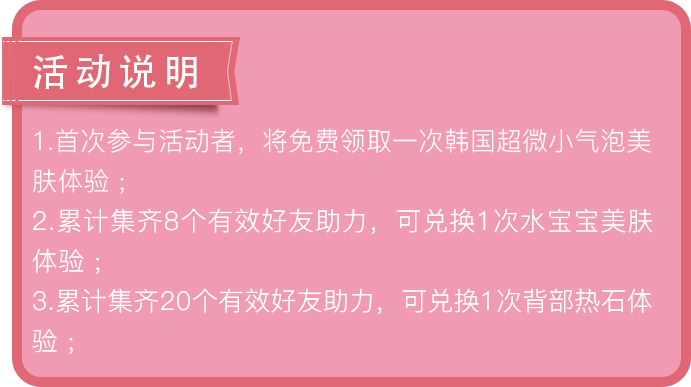 活动说明
1.首次参与活动者，将免费领取一次韩国超微小气泡美
肤体验；
2.累计集齐8个有效好友助力，可兑换1次水宝宝美肤
体验；
3.累计集齐20个有效好友助力，可兑换1次背部热石体
验；